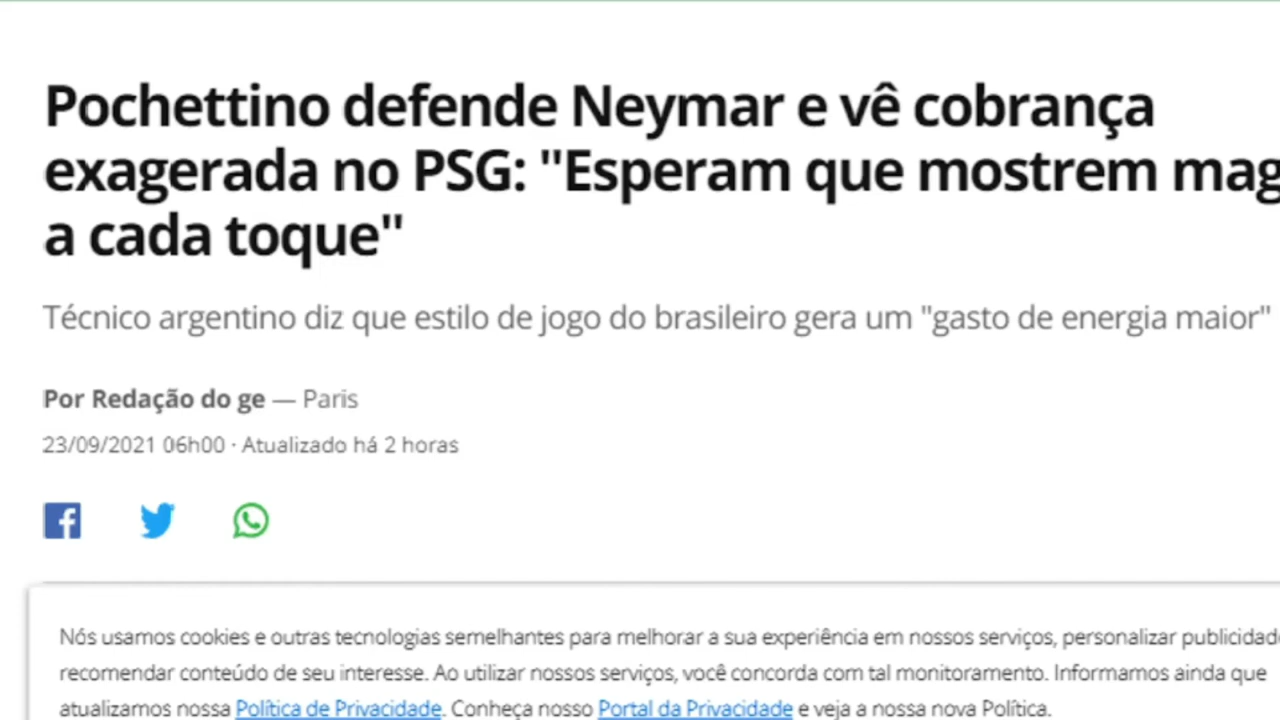 Pochettino defende Neymar e vê cobrança
exagerada no PSG: "Esperam que mostrem
a cada toque"
Técnico argentino diz que estilo de jogo do brasileiro gera um "gasto de energia maior"
Por Redação do ge — Paris
23/09/2021 06h00 · Atualizado há 2 horas
Nós usamos cookies e outras tecnologias semelhantes para melhorar a sua experiência em nossos serviços, personalizar
recomendar conteúdo de seu interesse. Ao utilizar nossos serviços, você concorda com tal monitoramento. Informamos ainda que
atualizamos nossa Política de Privacidade. Conheça nosso Portal da Privacidade e veja a nossa nova Política.